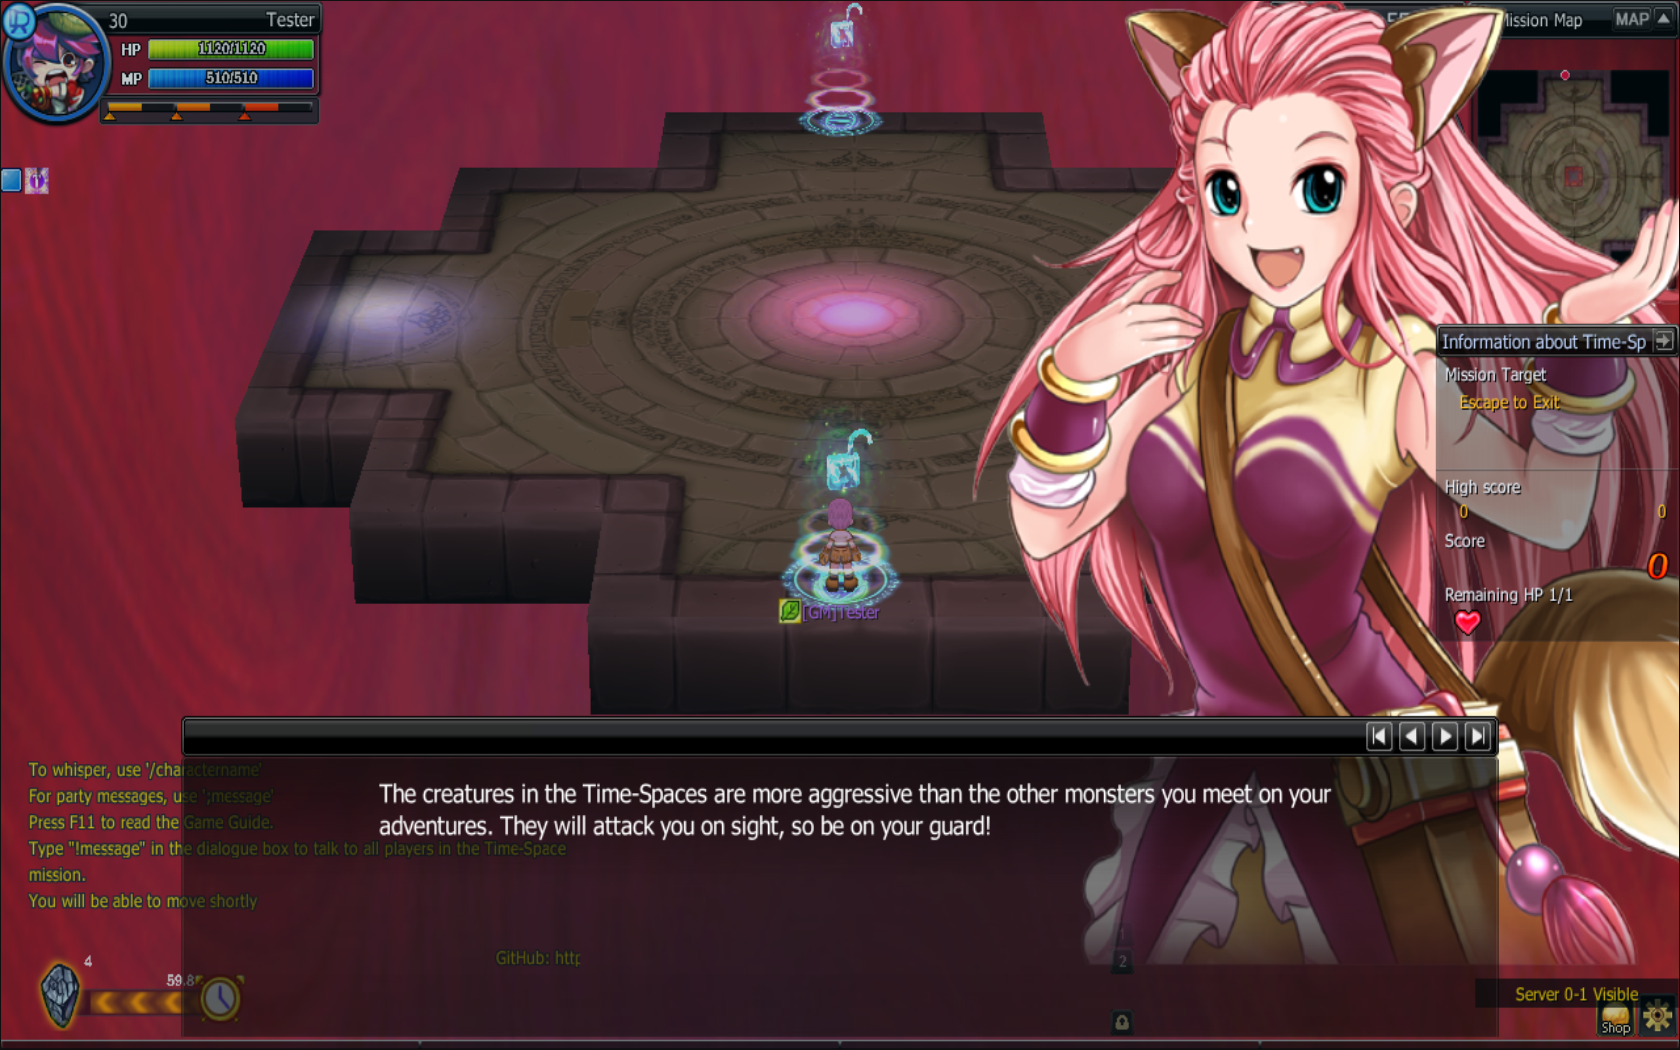 30 Tester
HP 1120/1120
MP 510/510
Mission Map MAP
Information about Time-Sp
Mission Target
Escape to Exit
High score
0 0
Score
0
Remaining HP 1/1
[GM]Tester
The creatures in the Time-Spaces are more aggressive than the other monsters you meet on your
adventures. They will attack you on sight, so be on your guard!
To whisper, use '/charactername'
For party messages, use ';message'
Press F11 to read the Game Guide.
Type "!message" in the dialogue box to talk to all players in the Time-Space
mission.
You will be able to move shortly
GitHub: http
4
59.8
2
Server 0-1 Visible
Shop